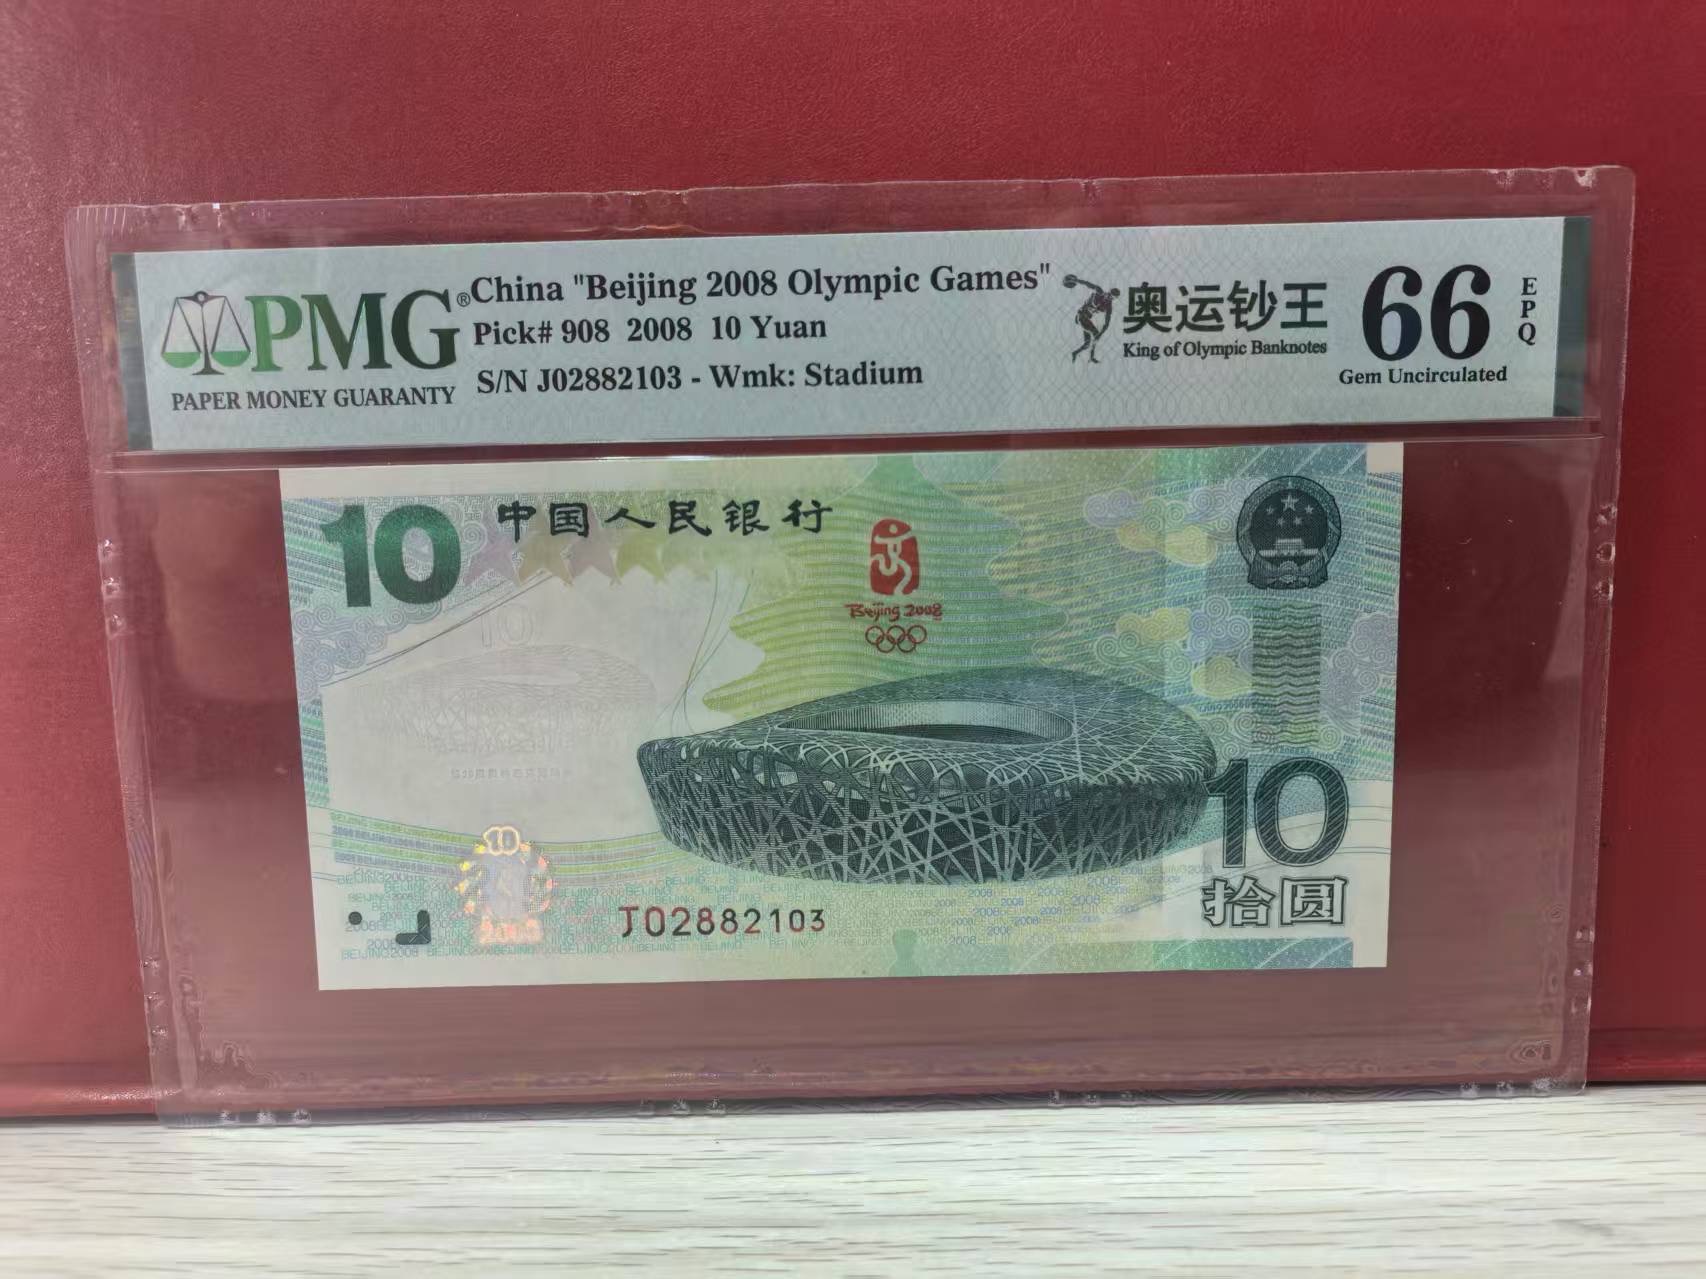 PMG®
PAPER MONEY GUARANTY
China "Beijing 2008 Olympic Games"
Pick# 908 2008 10 Yuan
S/N J02882103 - Wmk: Stadium
奥运钞王
King of Olympic Banknotes
66
EPQ
Gem Uncirculated
10
中国人民银行
Beijing 2008
10
10
J02882103
10
拾圆